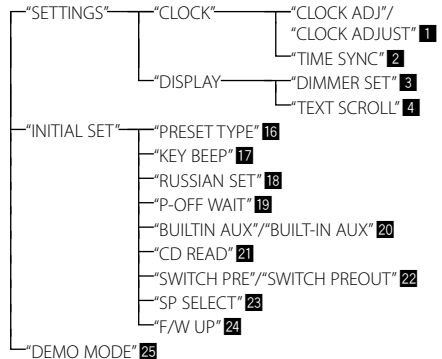 “SETTINGS” “CLOCK” “CLOCK ADJ”/
“CLOCK ADJUST” 1
“TIME SYNC” 2
“DISPLAY “DIMMER SET” 3
“TEXT SCROLL” 4
“INITIAL SET” “PRESET TYPE” 16
“KEY BEEP” 17
“RUSSIAN SET” 18
“P-OFF WAIT” 19
“BUILTIN AUX”/“BUILT-IN AUX” 20
“CD READ” 21
“SWITCH PRE”/“SWITCH PREOUT” 22
“SP SELECT” 23
“F/W UP” 24
“DEMO MODE” 25